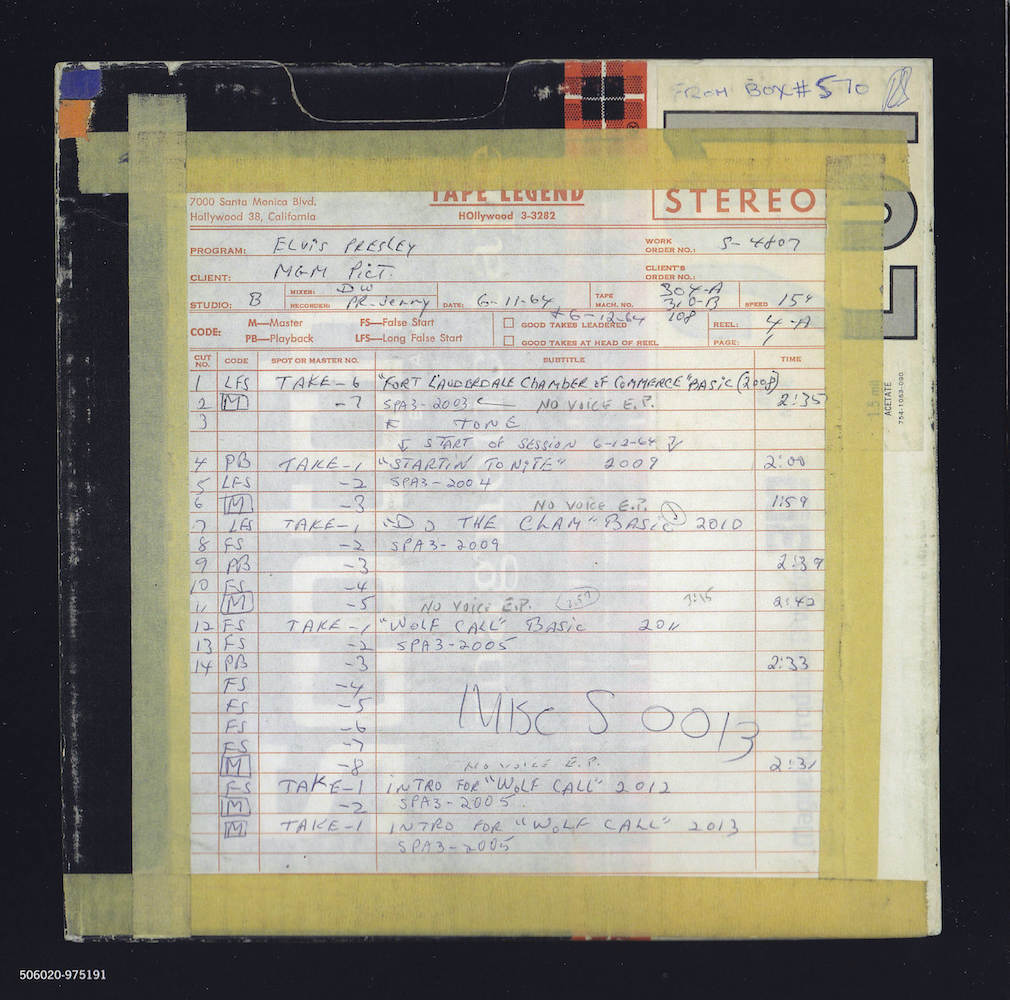 FROM BOX # 570
TAPE LEGEND
7000 Santa Monica Blvd.
Hollywood 38, California
HOllywood 3-3282
STEREO
PROGRAM: ELVIS PRESLEY
WORK ORDER NO.: S-4807
CLIENT: MGM PICT.
CLIENT'S ORDER NO.:
STUDIO: B MIXER: DW RECORDER: PR-Jerry DATE: 6-11-64 TAPE MACH. NO. 304-A 310-B SPEED 15"
+ 6-12-64 108
CODE: M—Master FS—False Start GOOD TAKES LEADERED REEL: 4-A
PB—Playback LFS—Long False Start GOOD TAKES AT HEAD OF REEL PAGE: 1
CUT NO. CODE SPOT OR MASTER NO. SUBTITLE TIME
1 LFS TAKE-6 "FORT LAUDERDALE CHAMBER OF COMMERCE" BASIC (2008)
2 M -7 SPA3-2003 NO VOICE E.P. 2:35
3 TONE
START OF SESSION 6-12-64
4 PB TAKE-1 "STARTIN TONITE" 2009 2:00
5 LFS -2 SPA3-2004
6 M -3 NO VOICE E.P. 1:59
7 LFS TAKE-1 "DO THE CLAM" BASIC 2010
8 FS -2 SPA3-2009
9 PB -3 2:39
10 FS -4
11 M -5 NO VOICE E.P. 3:15 2:42
12 FS TAKE-1 "WOLF CALL" BASIC 2011
13 FS -2 SPA3-2005
14 PB -3 2:33
FS -4
FS -5
FS -6
FS -7
MISC S 0013
M -8 NO VOICE E.P. 2:31
FS TAKE-1 INTRO FOR "WOLF CALL" 2012
M -2 SPA3-2005.
M TAKE-1 INTRO FOR "WOLF CALL" 2013
SPA3-2005
1.5 mil
ACETATE
506020-975191